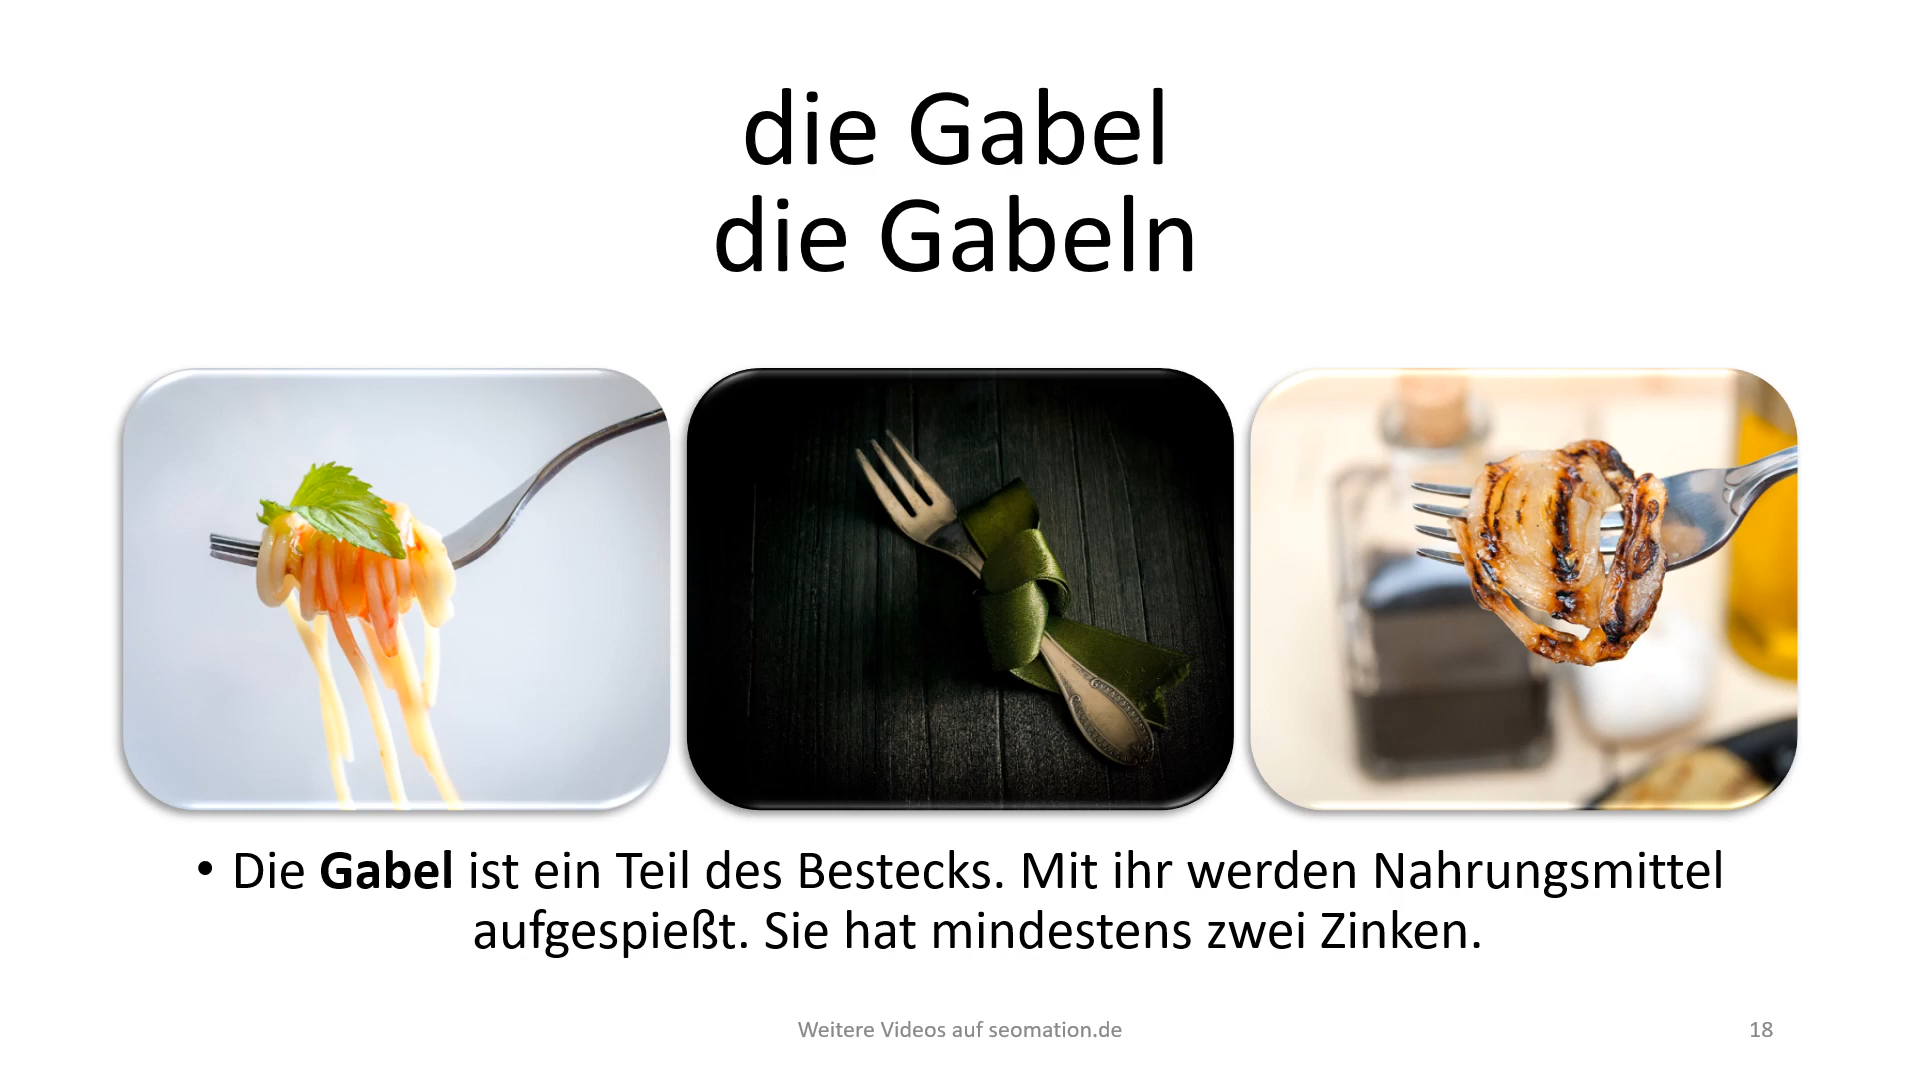 die Gabel
die Gabeln
• Die Gabel ist ein Teil des Bestecks. Mit ihr werden Nahrungsmittel
aufgespießt. Sie hat mindestens zwei Zinken.
Weitere Videos auf seomation.de
18